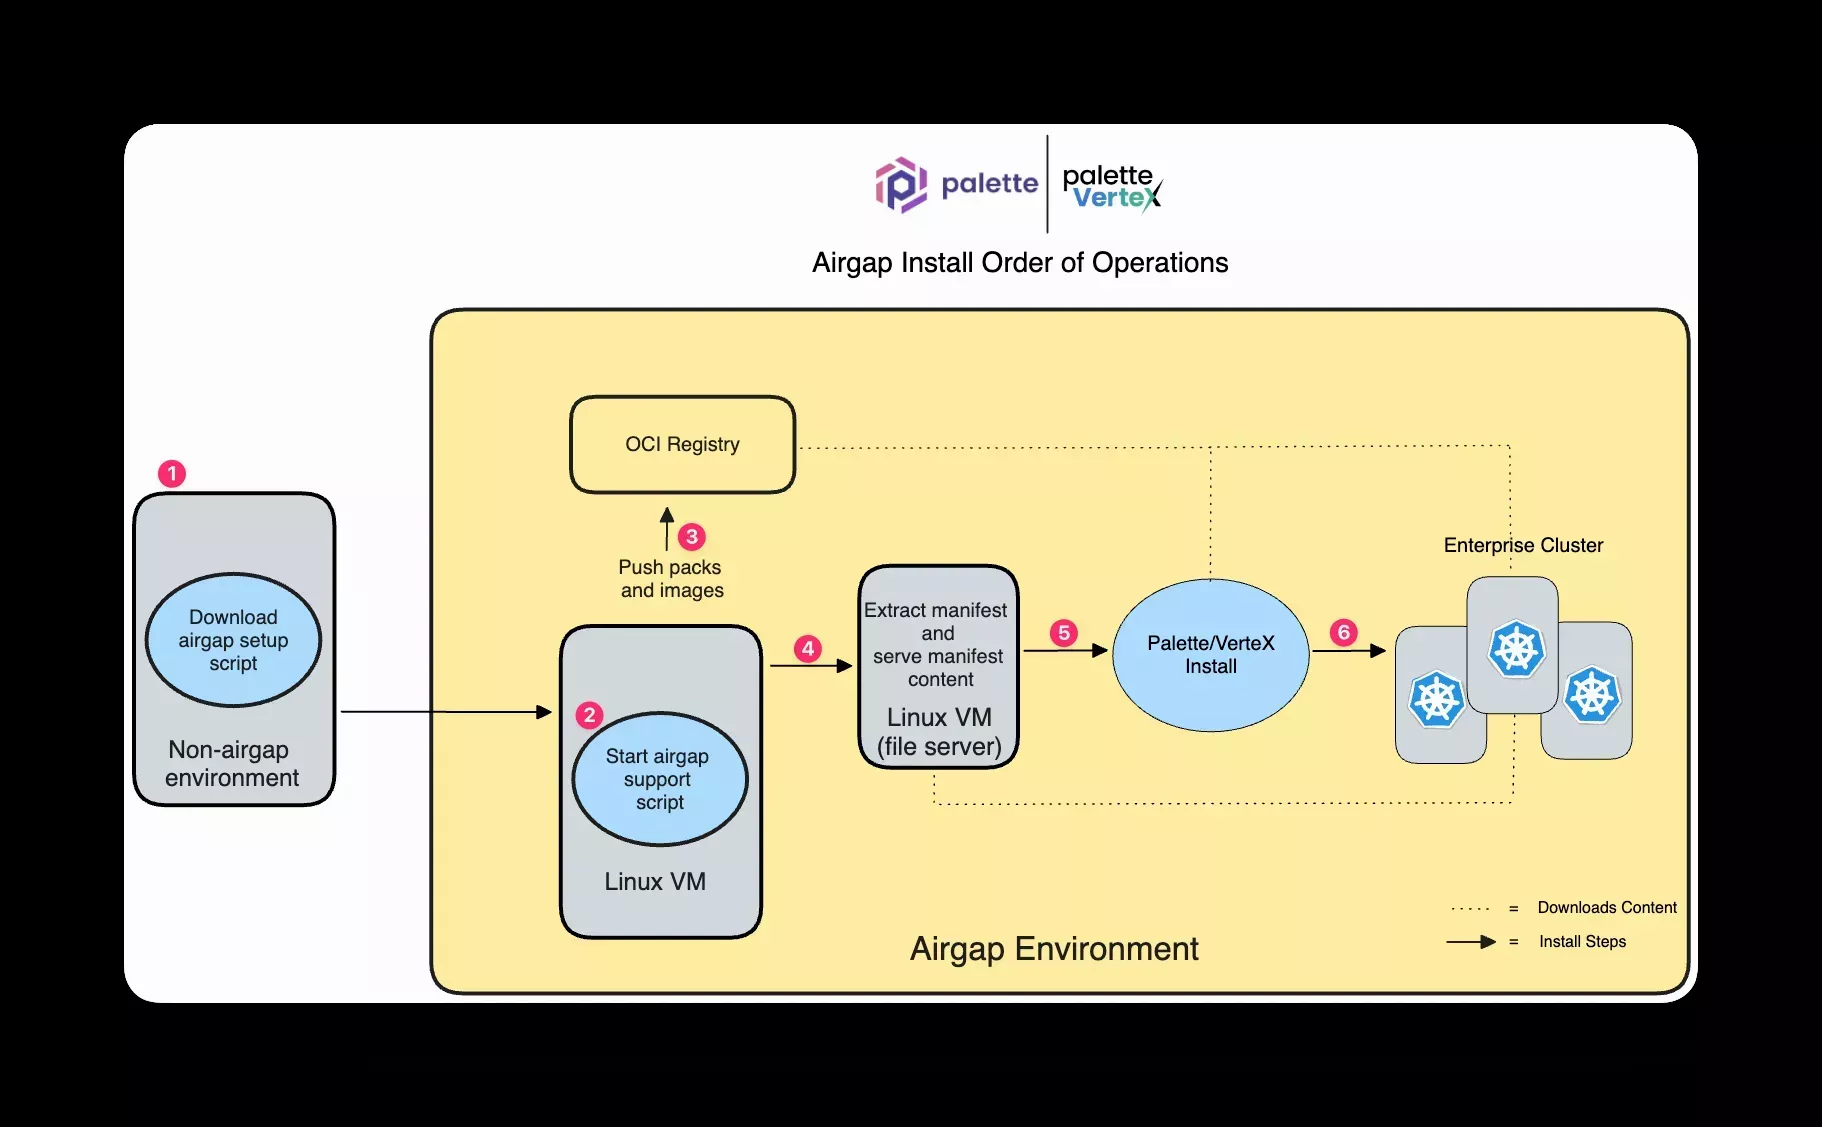 palette
palette
VerteX
Airgap Install Order of Operations
OCI Registry
1
3
Push packs
and images
Enterprise Cluster
Download
airgap setup
script
Non-airgap
environment
2
Start airgap
support
script
Linux VM
4
Extract manifest
and
serve manifest
content
Linux VM
(file server)
5
Palette/VerteX
Install
6
..... = Downloads Content
= Install Steps
Airgap Environment